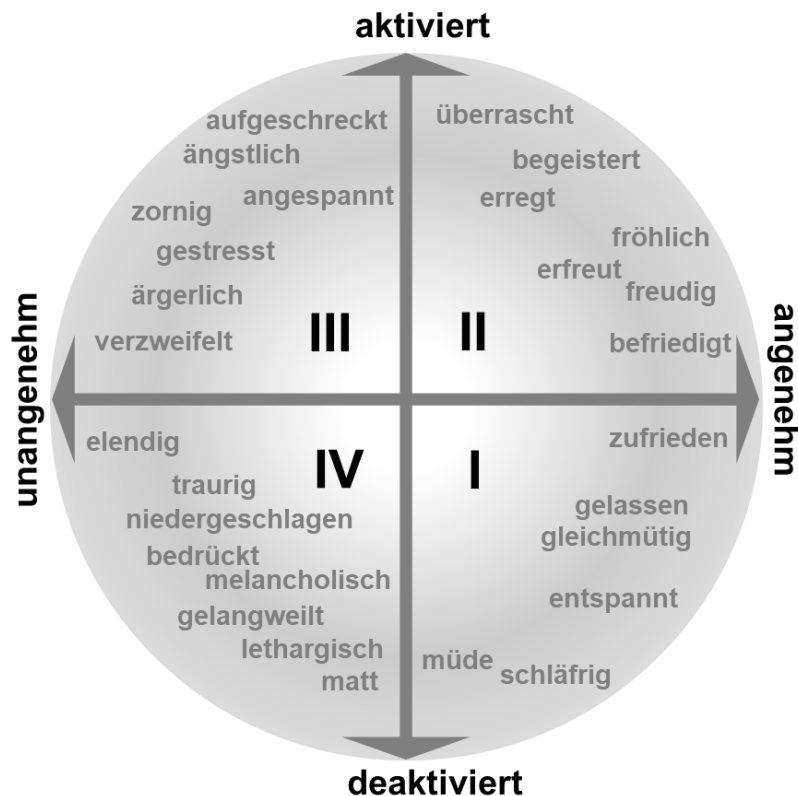 aktiviert
aufgeschreckt
ängstlich
angespannt
zornig
gestresst
ärgerlich
verzweifelt
III
überrascht
begeistert
erregt
fröhlich
erfreut
freudig
befriedigt
II
unangenehm
angenehm
elendig
traurig
niedergeschlagen
bedrückt
melancholisch
gelangweilt
lethargisch
matt
IV
zufrieden
gelassen
gleichmütig
entspannt
müde
schläfrig
I
deaktiviert